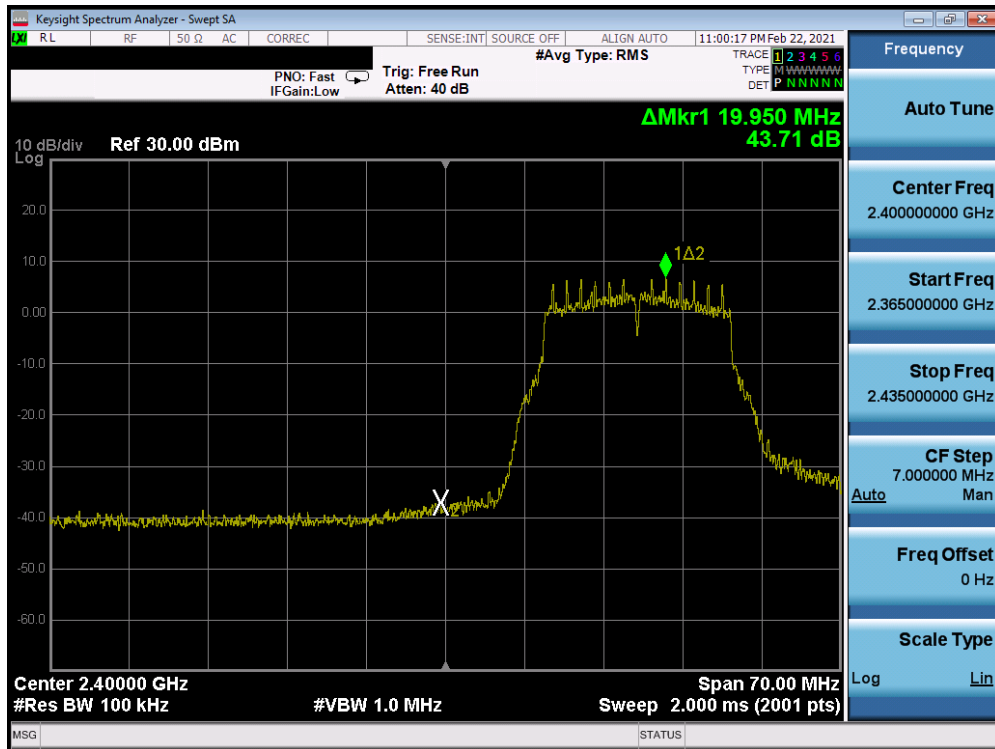 Keysight Spectrum Analyzer - Swept SA
LXI RL RF 50 Ω AC CORREC SENSE:INT SOURCE OFF ALIGN AUTO 11:00:17 PM Feb 22, 2021
#Avg Type: RMS
TRACE 1 2 3 4 5 6
PNO: Fast Trig: Free Run
TYPE M W W W W W
IFGain:Low Atten: 40 dB
DET P N N N N N
Frequency
Auto Tune
ΔMkr1 19.950 MHz
43.71 dB
10 dB/div Ref 30.00 dBm
Log
20.0
10.0
0.00
-10.0
-20.0
-30.0
-40.0
-50.0
-60.0
1Δ2
2
Center Freq
2.400000000 GHz
Start Freq
2.365000000 GHz
Stop Freq
2.435000000 GHz
CF Step
7.000000 MHz
Auto Man
Freq Offset
0 Hz
Scale Type
Log Lin
Center 2.40000 GHz Span 70.00 MHz
#Res BW 100 kHz #VBW 1.0 MHz Sweep 2.000 ms (2001 pts)
MSG STATUS